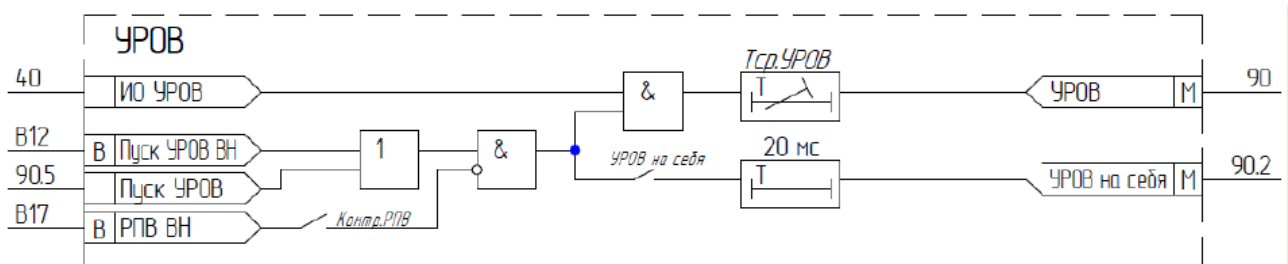 УРОВ
Тср.УРОВ
40
ИО УРОВ
&
Т
УРОВ
М
90
В12
В
Пуск УРОВ ВН
1
&
УРОВ на себя
20 мс
90.5
Пуск УРОВ
Т
УРОВ на себя
М
90.2
В17
В
РПВ ВН
Контр.РПВ